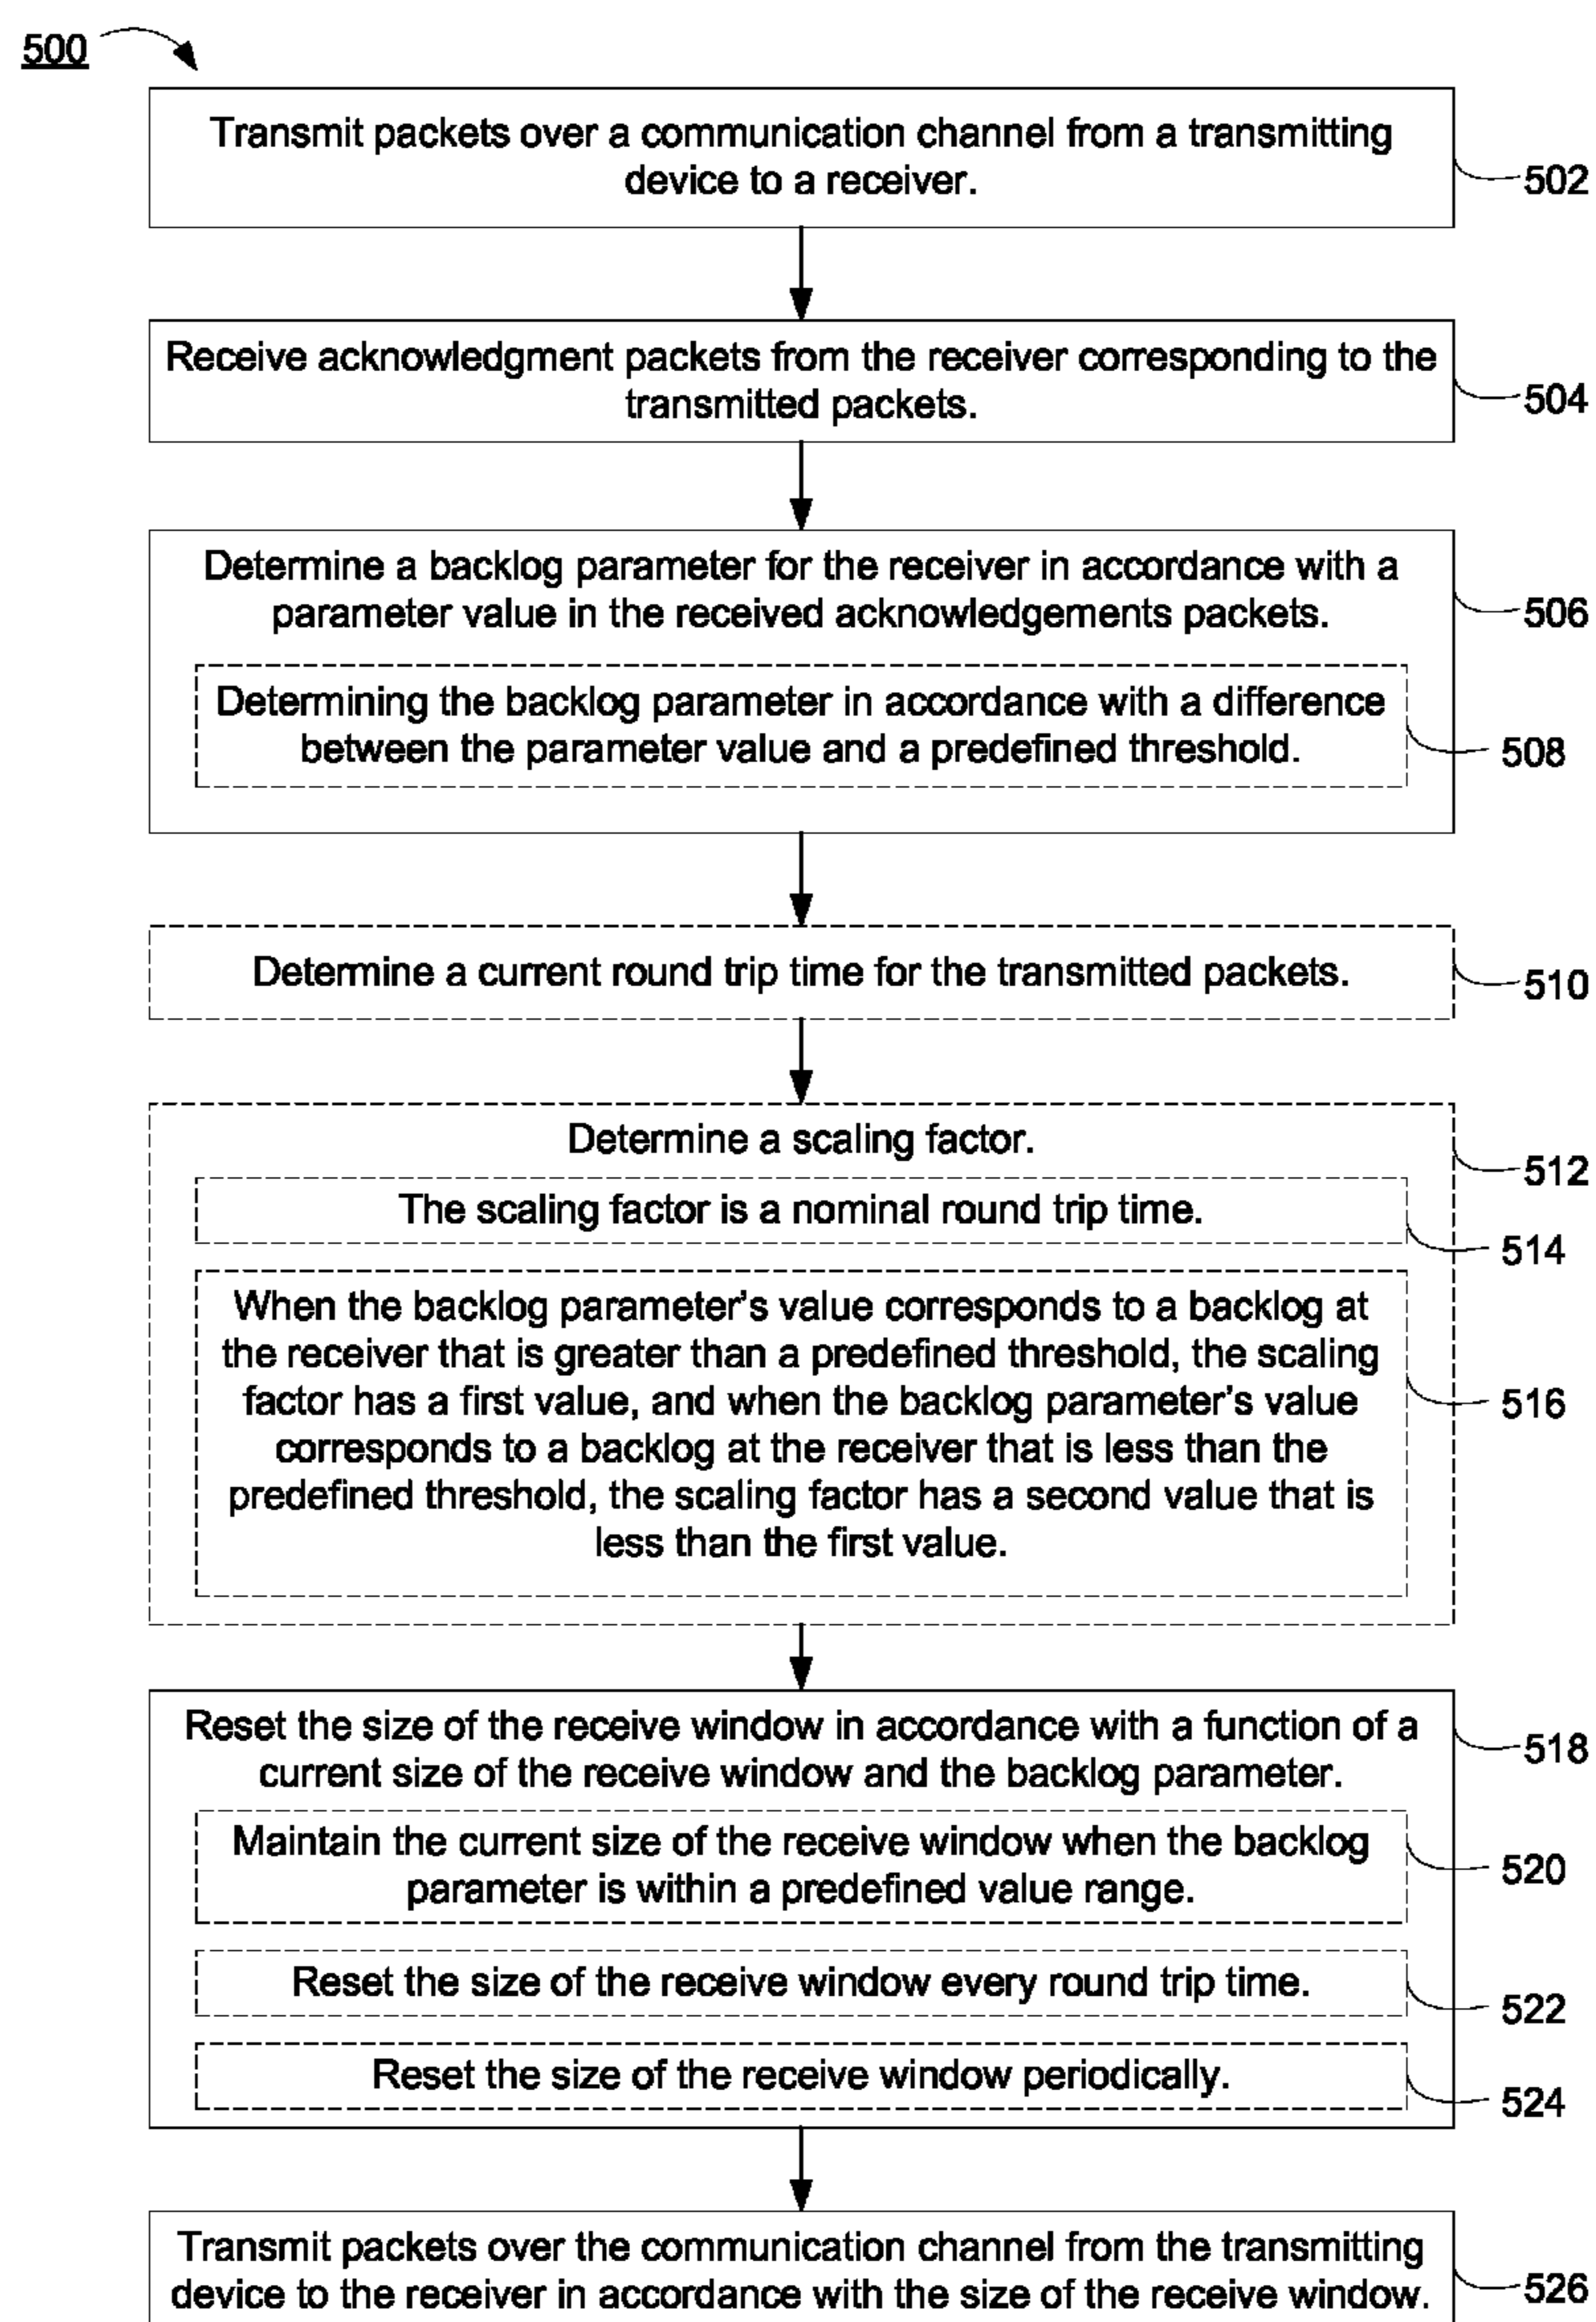 500
Transmit packets over a communication channel from a transmitting
device to a receiver.
502
Receive acknowledgment packets from the receiver corresponding to the
transmitted packets.
504
Determine a backlog parameter for the receiver in accordance with a
parameter value in the received acknowledgements packets.
506
Determining the backlog parameter in accordance with a difference
between the parameter value and a predefined threshold.
508
Determine a current round trip time for the transmitted packets.
510
Determine a scaling factor.
512
The scaling factor is a nominal round trip time.
514
When the backlog parameter's value corresponds to a backlog at
the receiver that is greater than a predefined threshold, the scaling
factor has a first value, and when the backlog parameter's value
corresponds to a backlog at the receiver that is less than the
predefined threshold, the scaling factor has a second value that is
less than the first value.
516
Reset the size of the receive window in accordance with a function of a
current size of the receive window and the backlog parameter.
518
Maintain the current size of the receive window when the backlog
parameter is within a predefined value range.
520
Reset the size of the receive window every round trip time.
522
Reset the size of the receive window periodically.
524
Transmit packets over the communication channel from the transmitting
device to the receiver in accordance with the size of the receive window.
526